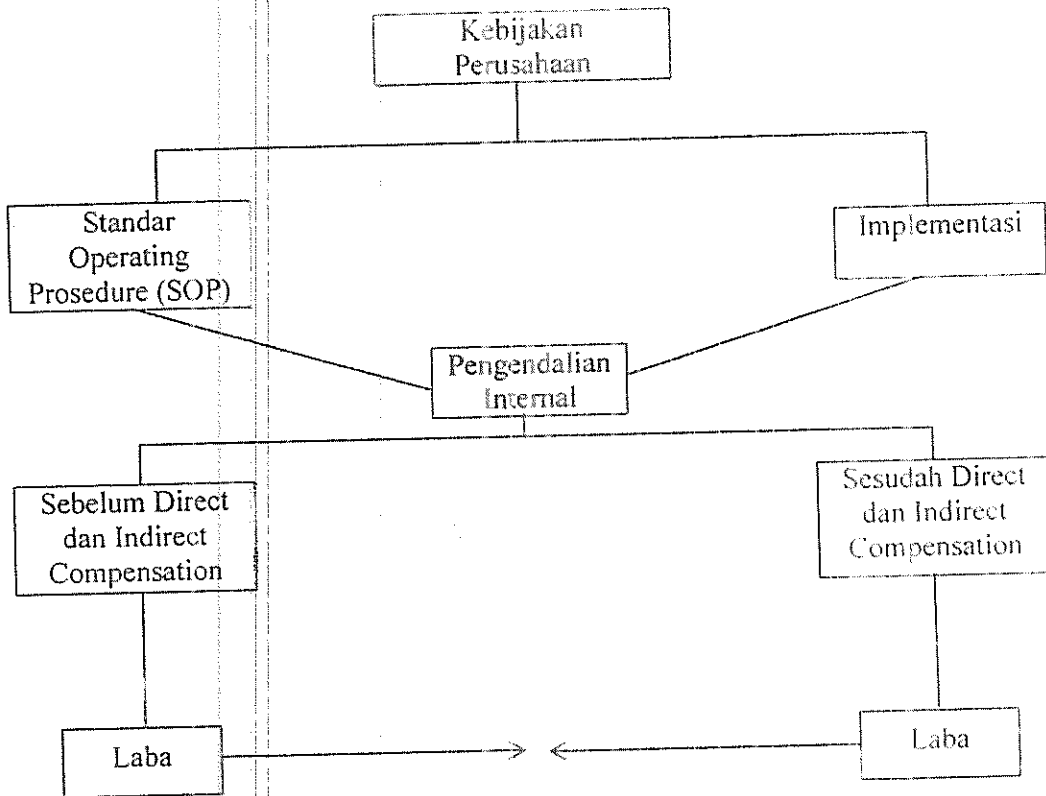 Kebijakan
Perusahaan
Standar
Operating
Prosedure (SOP)
Implementasi
Pengendalian
Internal
Sebelum Direct
dan Indirect
Compensation
Sesudah Direct
dan Indirect
Compensation
Laba
Laba